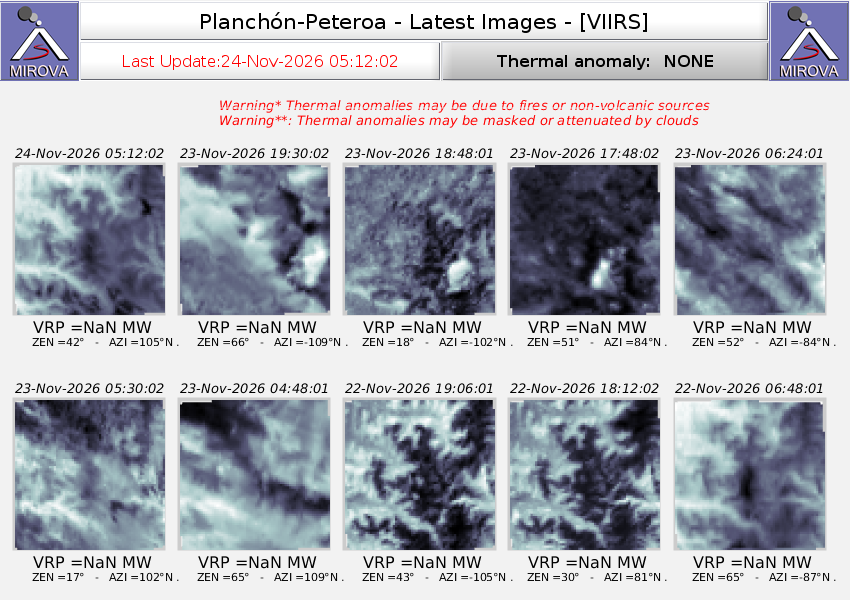 Planchón-Peteroa - Latest Images - [VIIRS]
MIROVA
Last Update:24-Nov-2026 05:12:02
Thermal anomaly: NONE
MIROVA
Warning* Thermal anomalies may be due to fires or non-volcanic sources
Warning**: Thermal anomalies may be masked or attenuated by clouds
24-Nov-2026 05:12:02 23-Nov-2026 19:30:02 23-Nov-2026 18:48:01 23-Nov-2026 17:48:02 23-Nov-2026 06:24:01
VRP =NaN MW VRP =NaN MW VRP =NaN MW VRP =NaN MW VRP =NaN MW
ZEN =42° - AZI =105°N . ZEN =66° - AZI =-109°N . ZEN =18° - AZI =-102°N . ZEN =51° - AZI =84°N . ZEN =52° - AZI =-84°N .
23-Nov-2026 05:30:02 23-Nov-2026 04:48:01 22-Nov-2026 19:06:01 22-Nov-2026 18:12:02 22-Nov-2026 06:48:01
VRP =NaN MW VRP =NaN MW VRP =NaN MW VRP =NaN MW VRP =NaN MW
ZEN =17° - AZI =102°N . ZEN =65° - AZI =109°N . ZEN =43° - AZI =-105°N . ZEN =30° - AZI =81°N . ZEN =65° - AZI =-87°N .